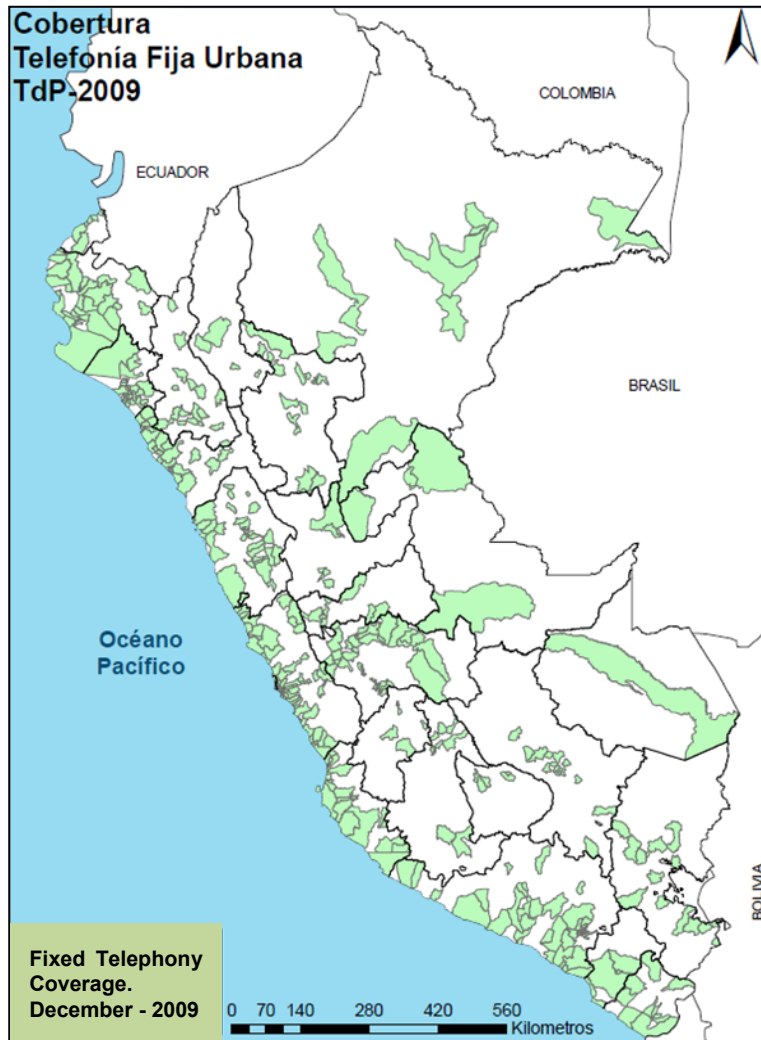 Cobertura
Telefonía Fija Urbana
TdP-2009
COLOMBIA
ECUADOR
BRASIL
Océano
Pacífico
BOLIVIA
Fixed Telephony
Coverage.
December - 2009
0 70 140 280 420 560
Kilometros